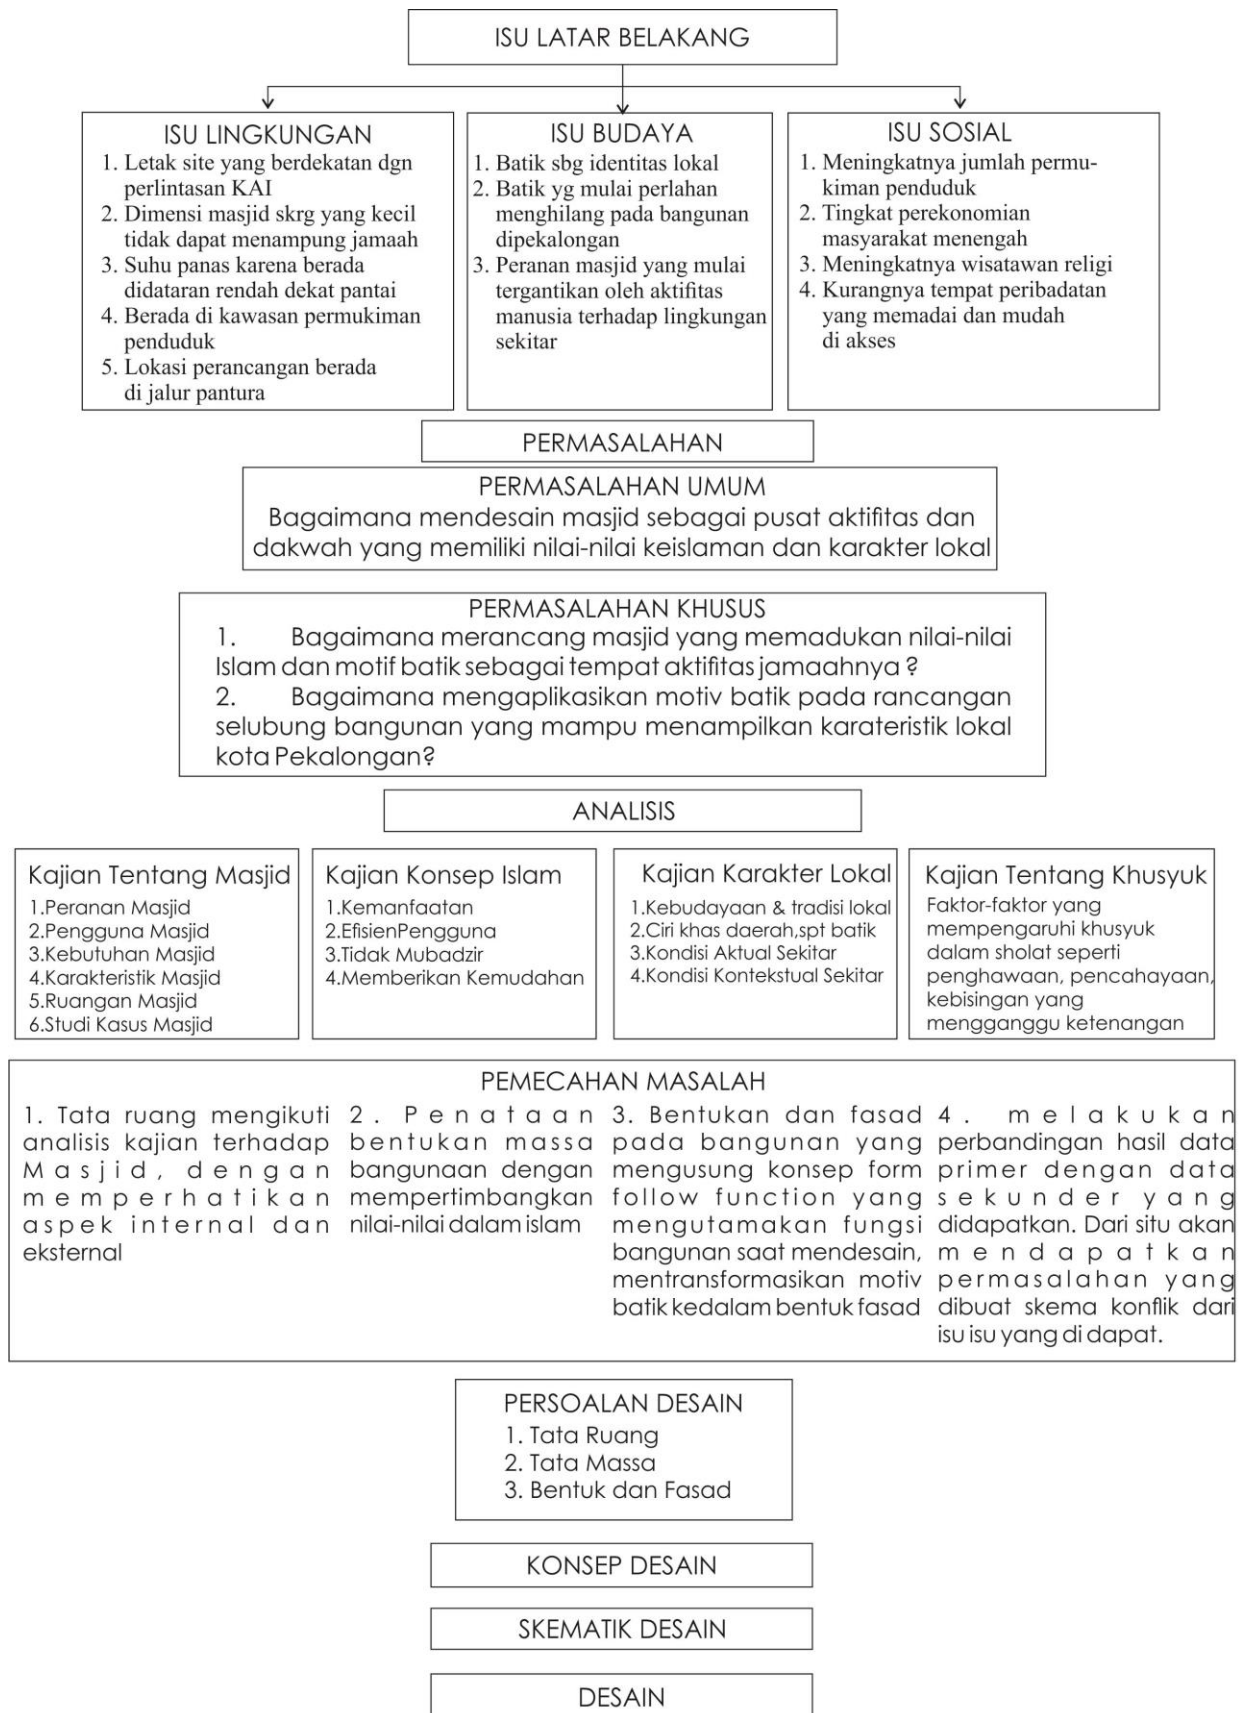 ISU LATAR BELAKANG
ISU LINGKUNGAN
1. Letak site yang berdekatan dgn
perlintasan KAI
2. Dimensi masjid skrg yang kecil
tidak dapat menampung jamaah
3. Suhu panas karena berada
didataran rendah dekat pantai
4. Berada di kawasan permukiman
penduduk
5. Lokasi perancangan berada
di jalur pantura
ISU BUDAYA
1. Batik sbg identitas lokal
2. Batik yg mulai perlahan
menghilang pada bangunan
dipekalongan
3. Peranan masjid yang mulai
tergantikan oleh aktifitas
manusia terhadap lingkungan
sekitar
ISU SOSIAL
1. Meningkatnya jumlah permu-
kiman penduduk
2. Tingkat perekonomian
masyarakat menengah
3. Meningkatnya wisatawan religi
4. Kurangnya tempat peribadatan
yang memadai dan mudah
di akses
PERMASALAHAN
PERMASALAHAN UMUM
Bagaimana mendesain masjid sebagai pusat aktifitas dan
dakwah yang memiliki nilai-nilai keislaman dan karakter lokal
PERMASALAHAN KHUSUS
1. Bagaimana merancang masjid yang memadukan nilai-nilai
Islam dan motif batik sebagai tempat aktifitas jamaahnya ?
2. Bagaimana mengaplikasikan motiv batik pada rancangan
selubung bangunan yang mampu menampilkan karateristik lokal
kota Pekalongan?
ANALISIS
Kajian Tentang Masjid
1.Peranan Masjid
2.Pengguna Masjid
3.Kebutuhan Masjid
4.Karakteristik Masjid
5.Ruangan Masjid
6.Studi Kasus Masjid
Kajian Konsep Islam
1.Kemanfaatan
2.EfisienPengguna
3.Tidak Mubadzir
4.Memberikan Kemudahan
Kajian Karakter Lokal
1.Kebudayaan & tradisi lokal
2.Ciri khas daerah,spt batik
3.Kondisi Aktual Sekitar
4.Kondisi Kontekstual Sekitar
Kajian Tentang Khusyuk
Faktor-faktor yang
mempengaruhi khusyuk
dalam sholat seperti
penghawaan, pencahayaan,
kebisingan yang
mengganggu ketenangan
PEMECAHAN MASALAH
1. Tata ruang mengikuti
analisis kajian terhadap
Masjid, dengan
memperhatikan
aspek internal dan
eksternal
2. Penataan
bentukan massa
bangunaan dengan
mempertimbangkan
nilai-nilai dalam islam
3. Bentukan dan fasad
pada bangunan yang
mengusung konsep form
follow function yang
mengutamakan fungsi
bangunan saat mendesain,
mentransformasikan motiv
batik kedalam bentuk fasad
4. melakukan
perbandingan hasil data
primer dengan data
sekunder yang
didapatkan. Dari situ akan
mendapatkan
permasalahan yang
dibuat skema konflik dari
isu isu yang di dapat.
PERSOALAN DESAIN
1. Tata Ruang
2. Tata Massa
3. Bentuk dan Fasad
KONSEP DESAIN
SKEMATIK DESAIN
DESAIN